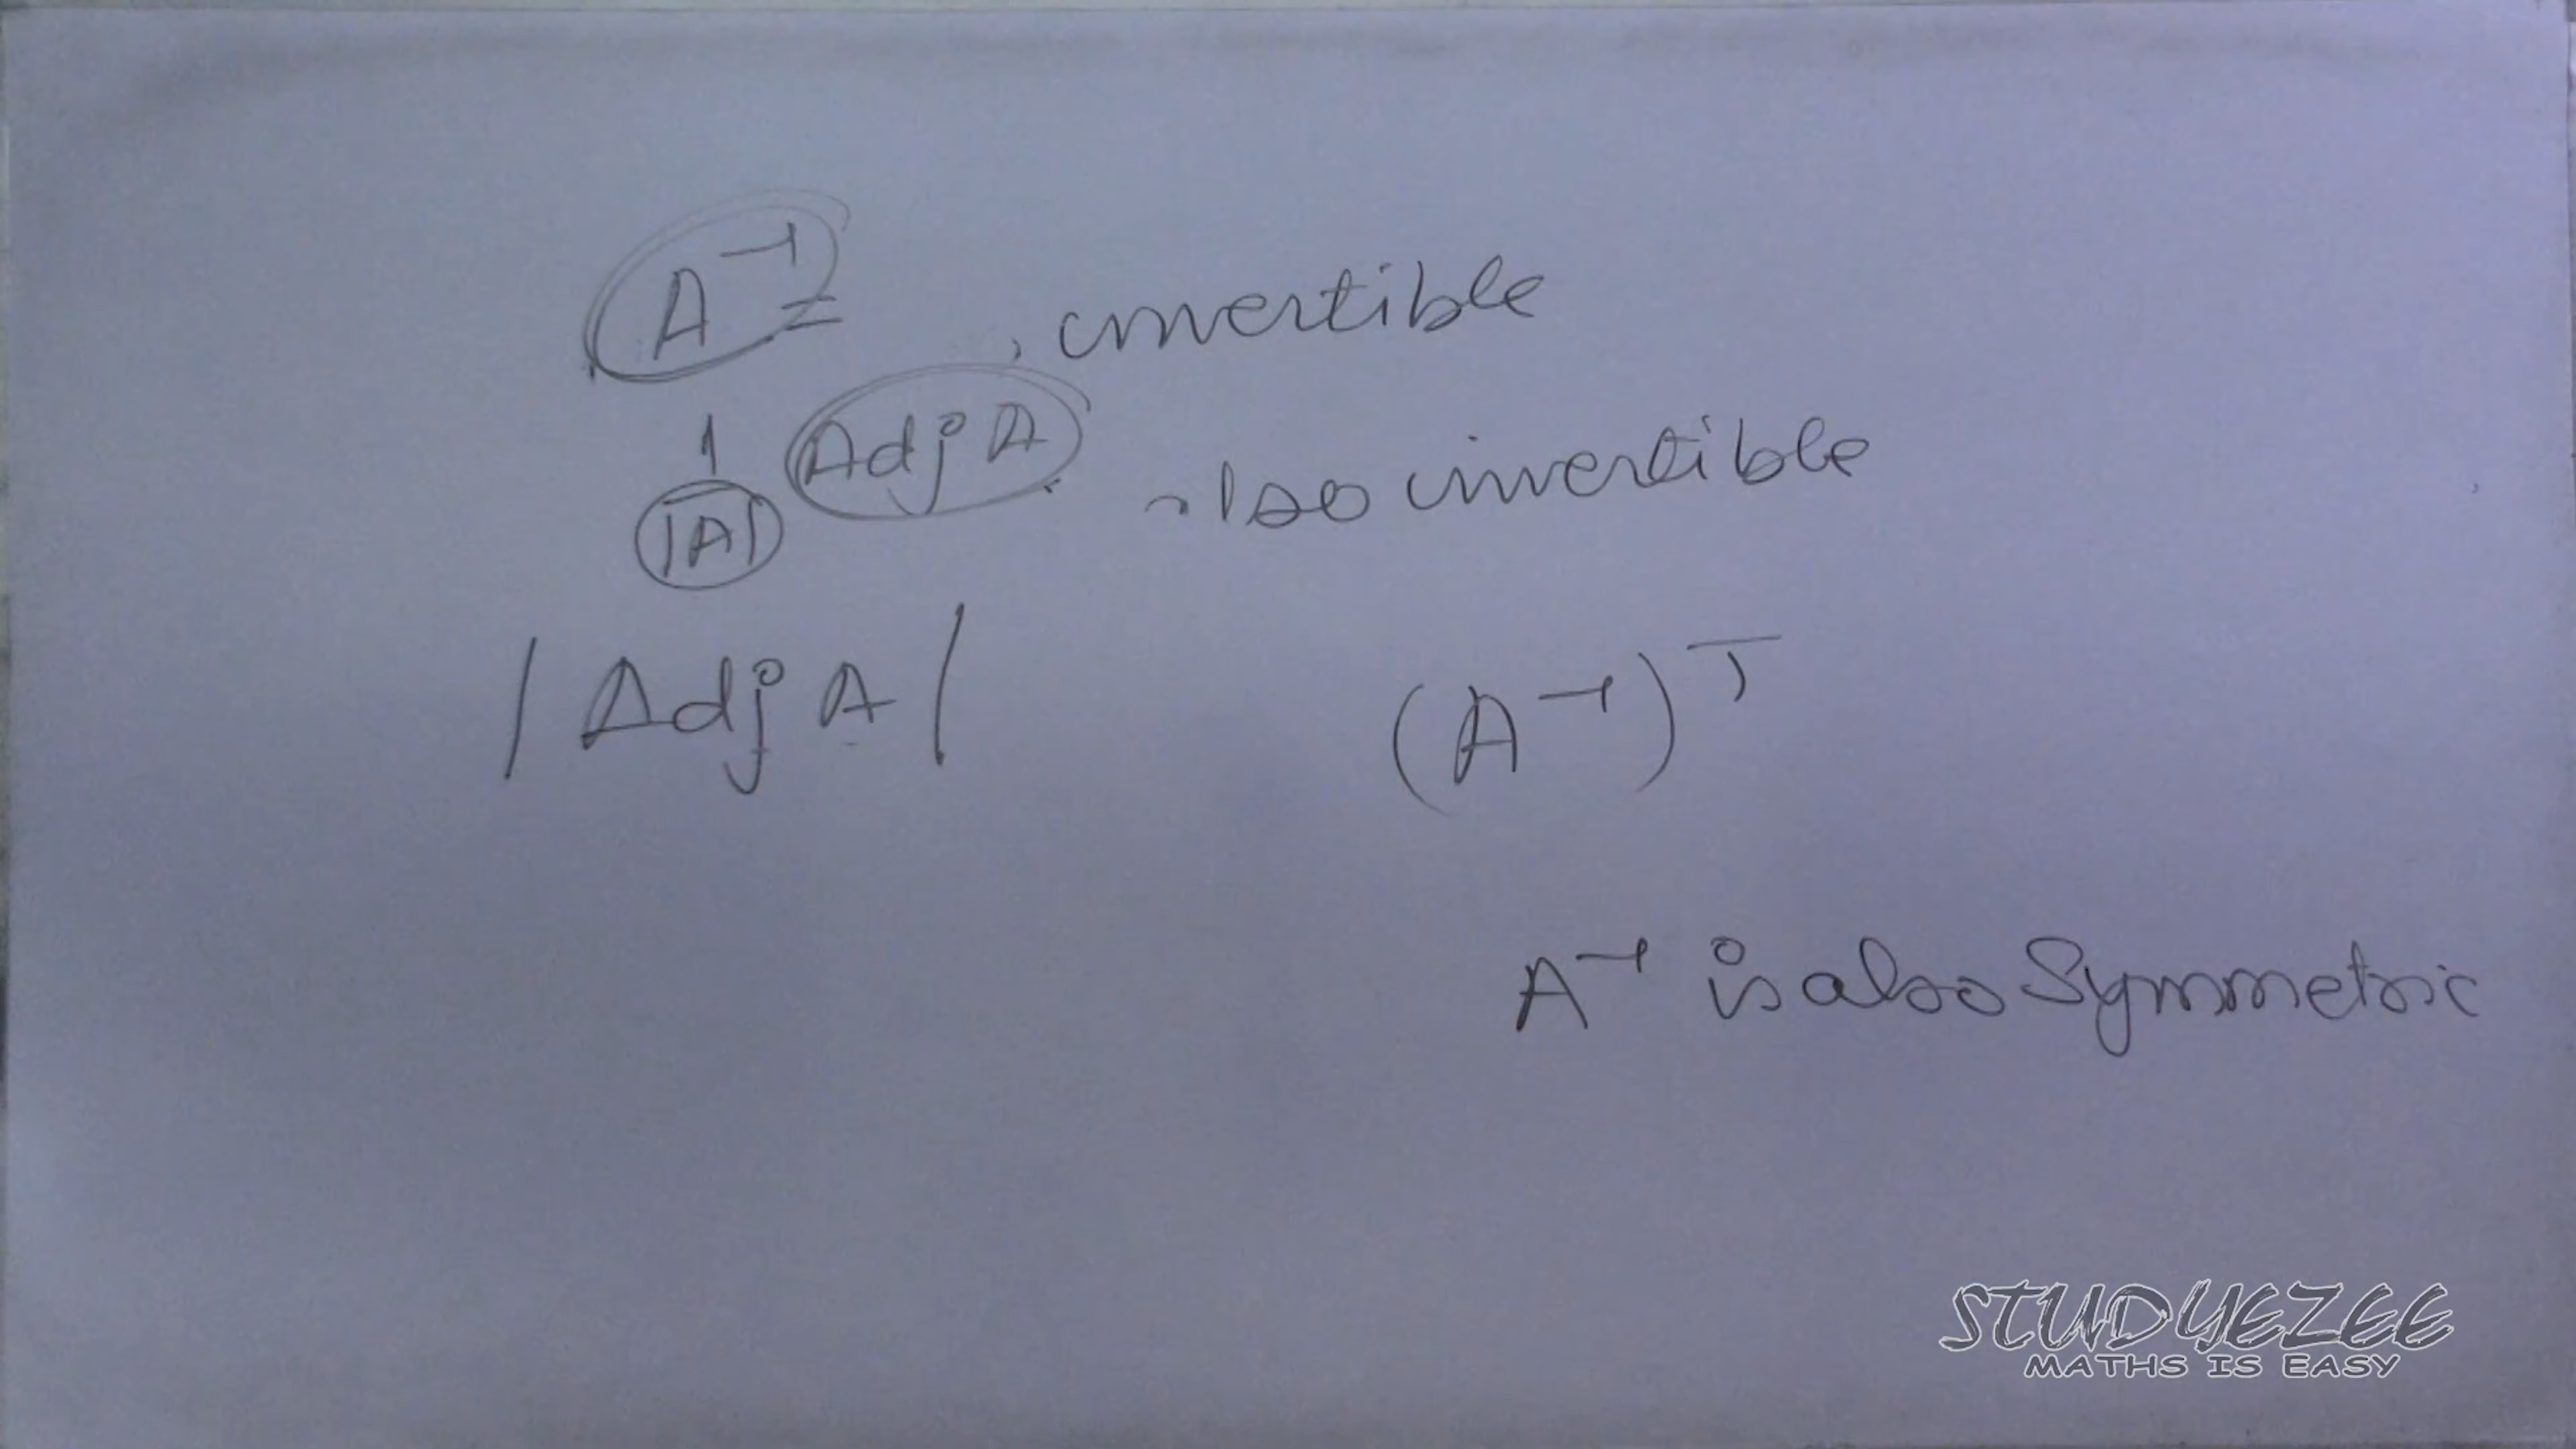 A⁻¹ =
, invertible
1
|A|
Adj A
also invertible
|Adj A|
(A⁻¹)ᵀ
A⁻¹ is also Symmetric
STUDYEZEE
MATHS IS EASY